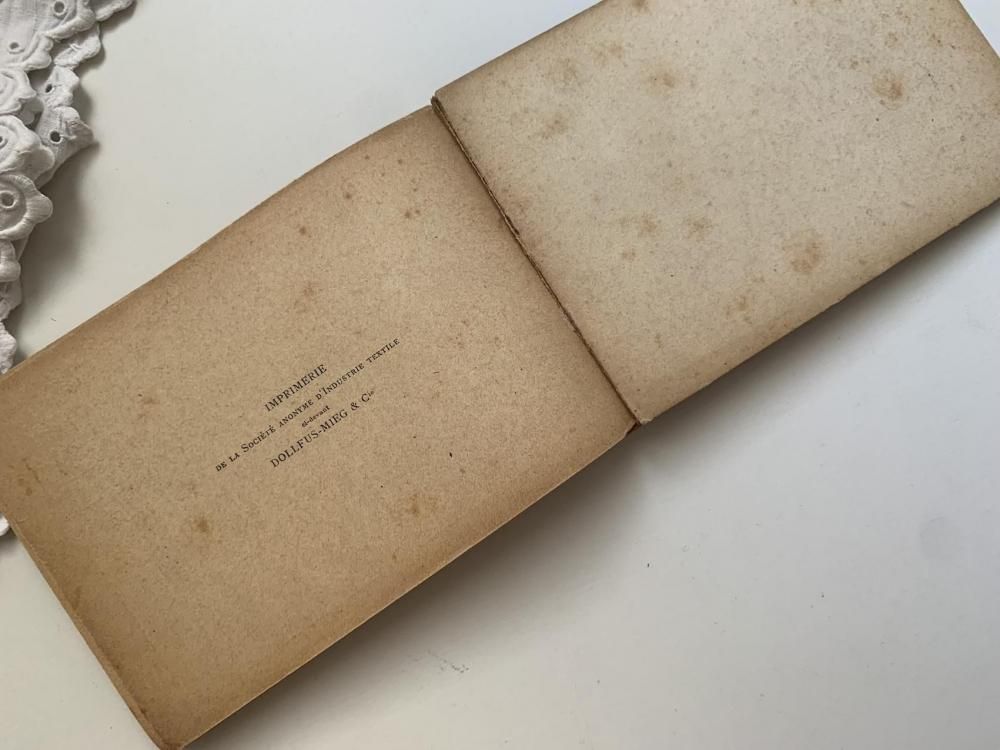 IMPRIMERIE
DE LA SOCIÉTÉ ANONYME D'INDUSTRIE TEXTILE
ci-devant
DOLLFUS-MIEG & Cie